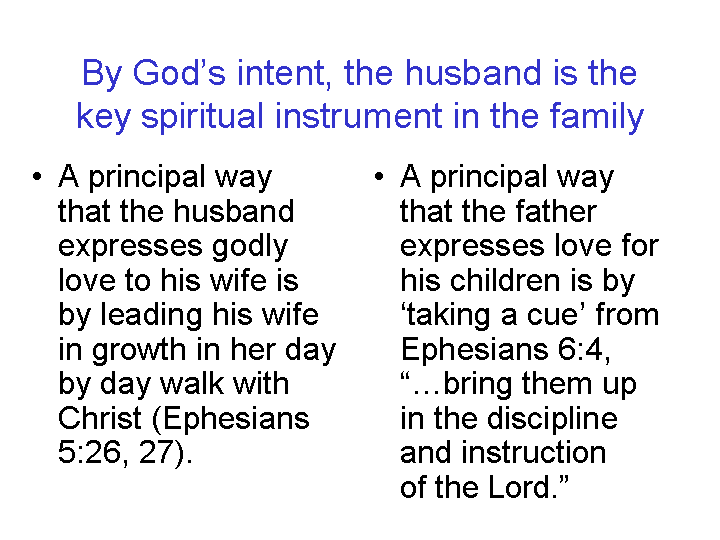 By God’s intent, the husband is the
key spiritual instrument in the family
• A principal way
that the husband
expresses godly
love to his wife is
by leading his wife
in growth in her day
by day walk with
Christ (Ephesians
5:26, 27).
• A principal way
that the father
expresses love for
his children is by
‘taking a cue’ from
Ephesians 6:4,
“…bring them up
in the discipline
and instruction
of the Lord.”